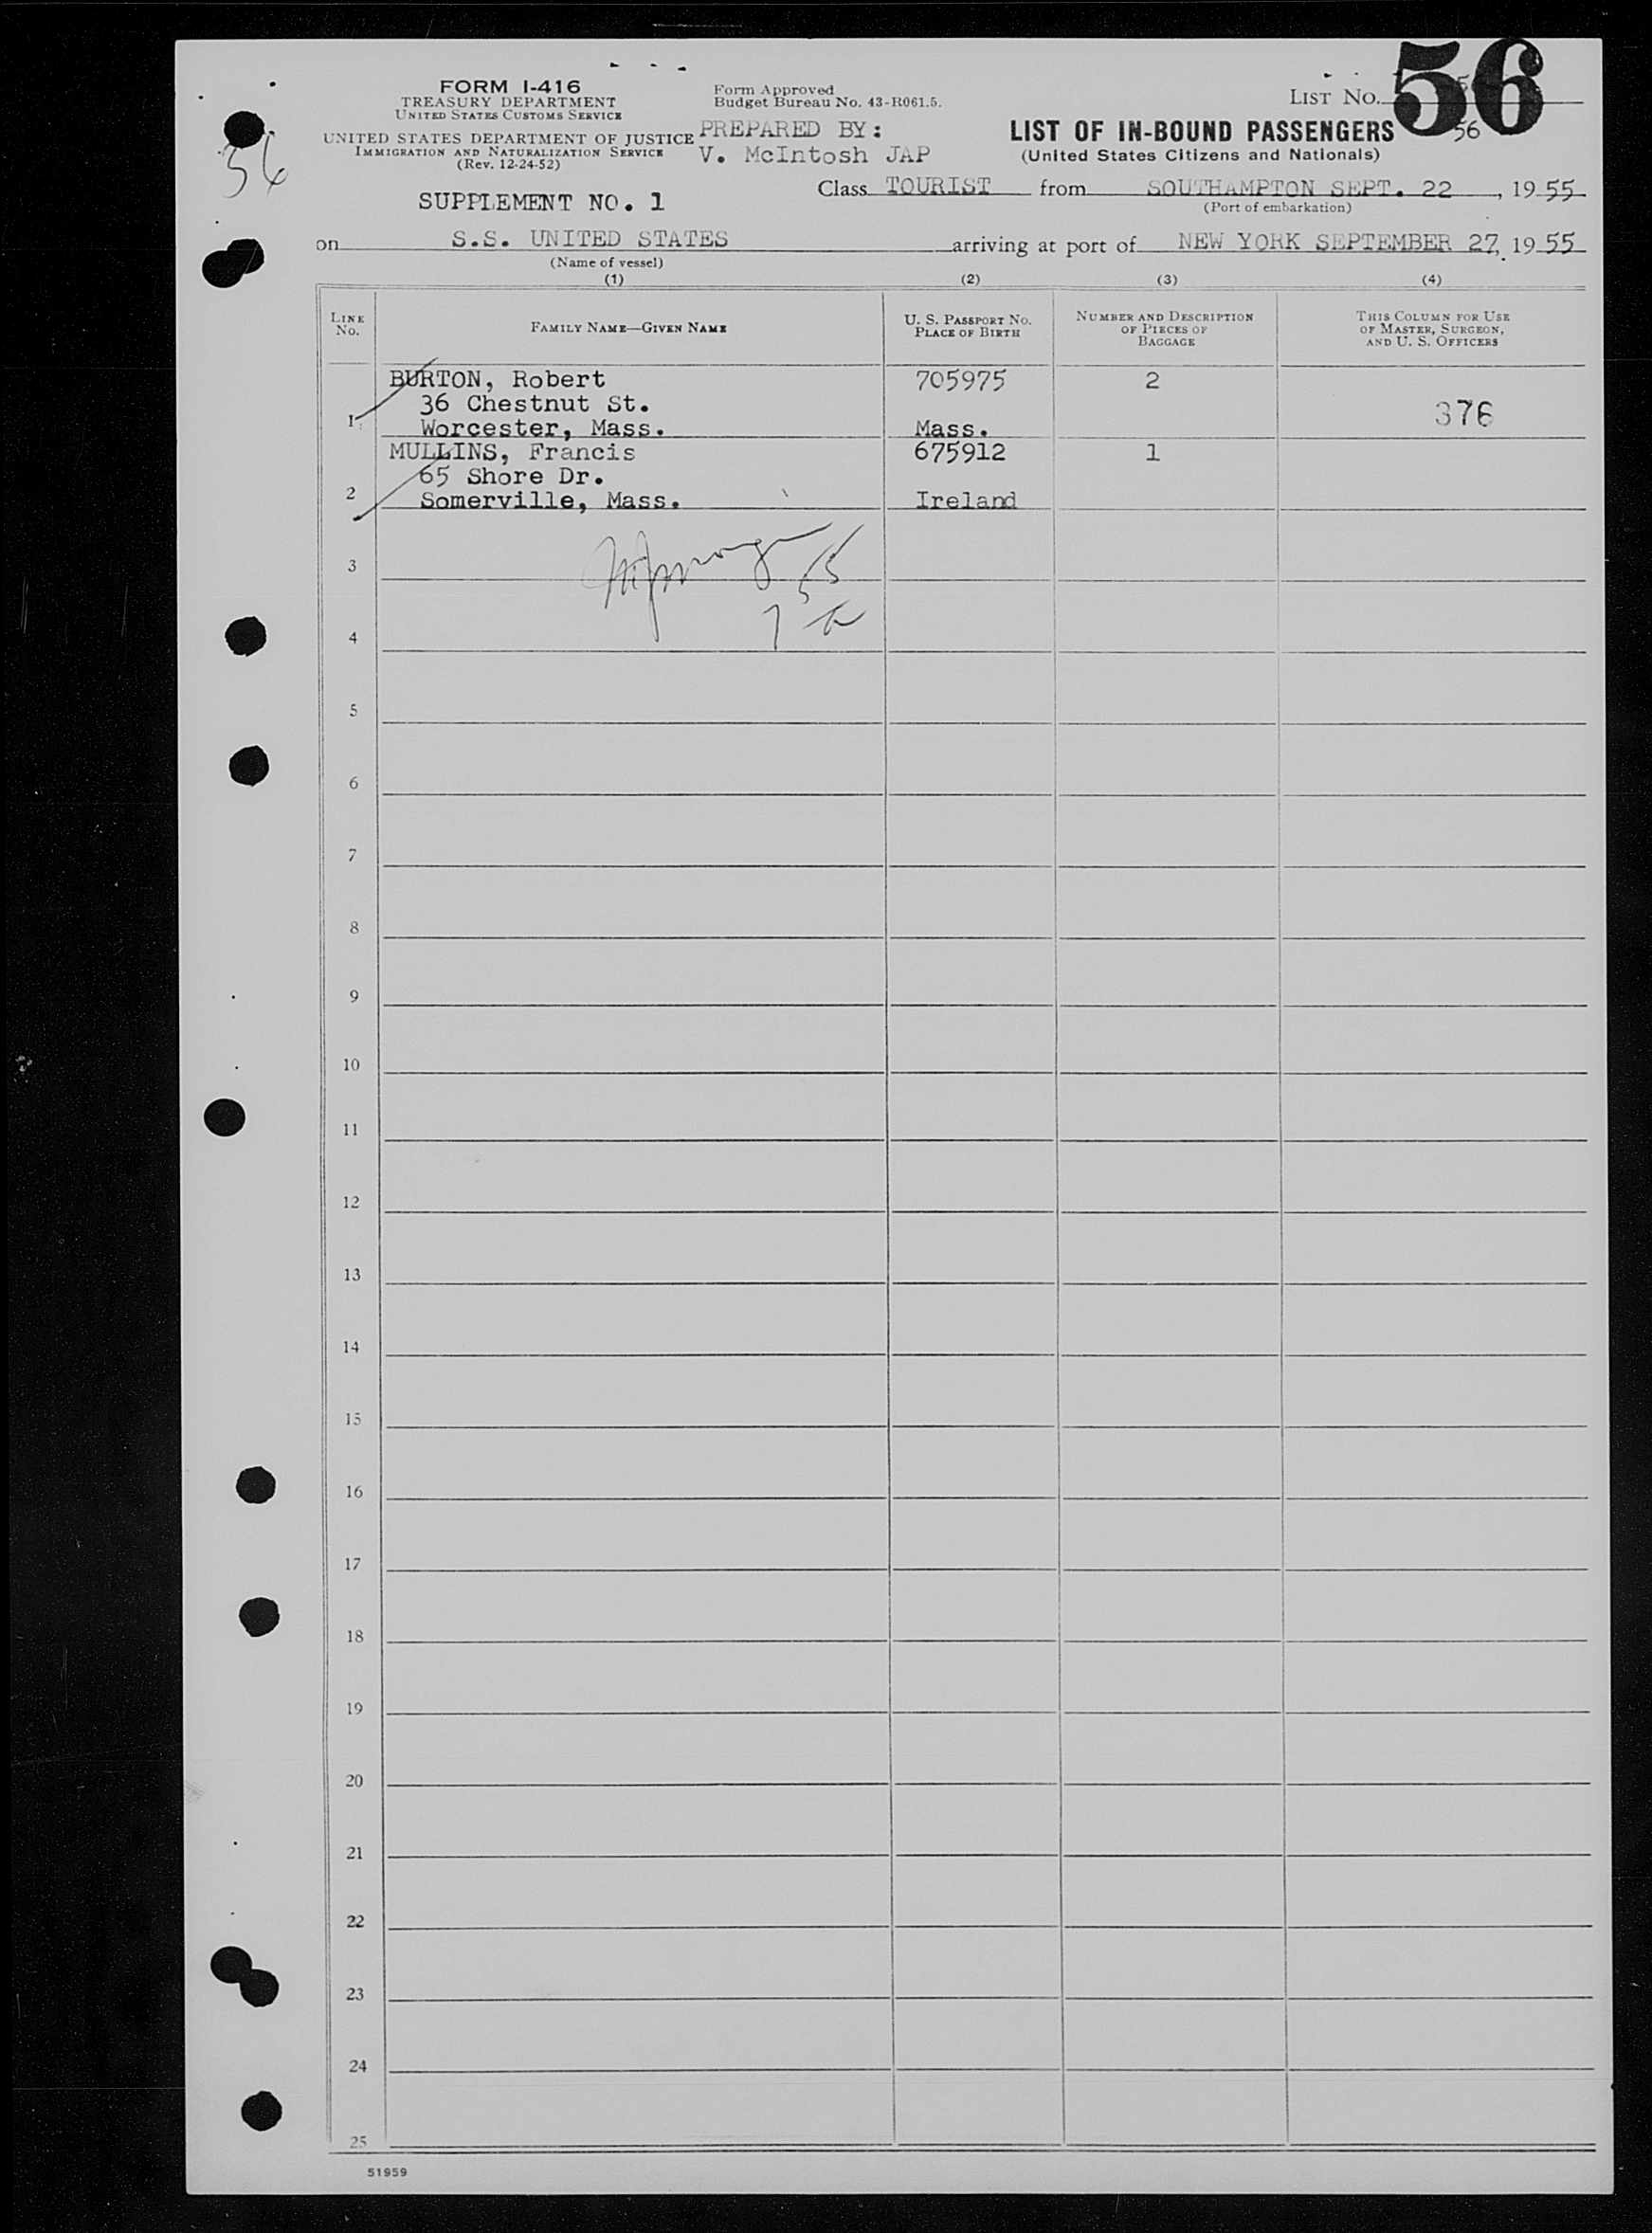 56
FORM I-416
TREASURY DEPARTMENT
UNITED STATES CUSTOMS SERVICE
UNITED STATES DEPARTMENT OF JUSTICE
IMMIGRATION AND NATURALIZATION SERVICE
(Rev. 12-24-52)
SUPPLEMENT NO. 1
Form Approved
Budget Bureau No. 43-R061.5.
PREPARED BY:
V. McIntosh JAP
LIST NO. 56
56
LIST OF IN-BOUND PASSENGERS
(United States Citizens and Nationals)
Class TOURIST from SOUTHAMPTON SEPT. 22, 1955
(Port of embarkation)
on S.S. UNITED STATES arriving at port of NEW YORK SEPTEMBER 27, 1955
(Name of vessel)
(1) (2) (3) (4)
LINE NO.
FAMILY NAME—GIVEN NAME
U. S. PASSPORT NO.
PLACE OF BIRTH
NUMBER AND DESCRIPTION
OF PIECES OF
BAGGAGE
THIS COLUMN FOR USE
OF MASTER, SURGEON,
AND U. S. OFFICERS
BURTON, Robert 705975 2
36 Chestnut St. 376
1 Worcester, Mass. Mass.
MULLINS, Francis 675912 1
65 Shore Dr.
2 Somerville, Mass. Ireland
3
4
5
6
7
8
9
10
11
12
13
14
15
16
17
18
19
20
21
22
23
24
25
51959